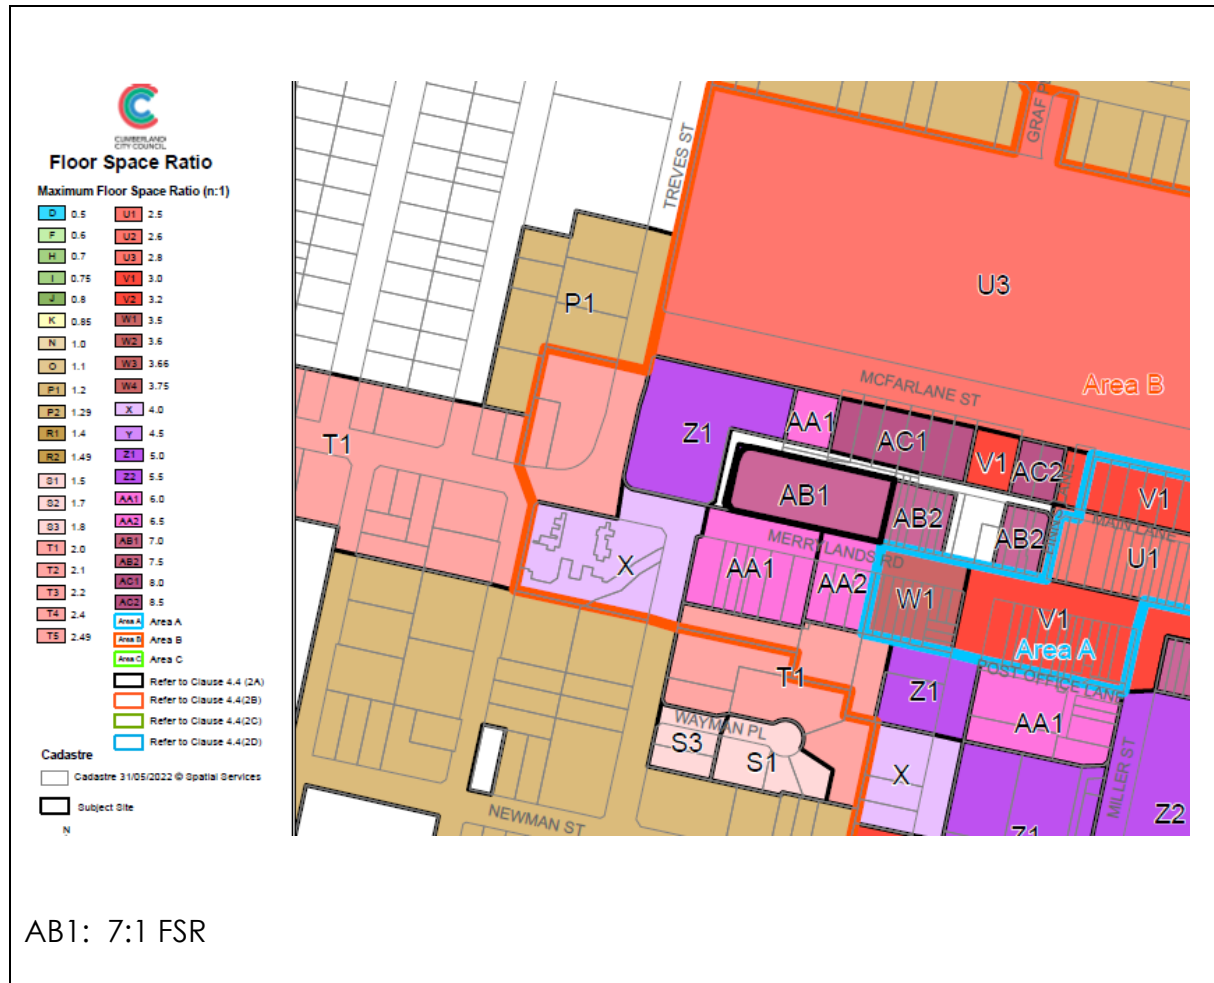 CUMBERLAND
CITY COUNCIL
Floor Space Ratio
Maximum Floor Space Ratio (n:1)
D 0.5
F 0.6
H 0.7
I 0.75
J 0.8
K 0.85
N 1.0
O 1.1
P1 1.2
P2 1.29
R1 1.4
R2 1.49
S1 1.5
S2 1.7
S3 1.8
T1 2.0
T2 2.1
T3 2.2
T4 2.4
T5 2.49
U1 2.5
U2 2.6
U3 2.8
V1 3.0
V2 3.2
W1 3.5
W2 3.6
W3 3.66
W4 3.75
X 4.0
Y 4.5
Z1 5.0
Z2 5.5
AA1 6.0
AA2 6.5
AB1 7.0
AB2 7.5
AC1 8.0
AC2 8.5
Area A Area A
Area B Area B
Area C Area C
Refer to Clause 4.4 (2A)
Refer to Clause 4.4(2B)
Refer to Clause 4.4(2C)
Refer to Clause 4.4(2D)
Cadastre
Cadastre 31/05/2022 © Spatial Services
Subject Site
N
TREVES ST
GRAF P
U3
P1
MCFARLANE ST
Area B
T1
Z1
AA1
AC1
V1
AC2
V1
AB1
AB2
AB2
LANE
MAIN LANE
U1
MERRYLANDS RD
X
AA1
AA2
W1
V1
Area A
T1
Z1
POST OFFICE LANE
AA1
WAYMAN PL
S3
S1
X
MILLER ST
Z2
Z1
NEWMAN ST
AB1: 7:1 FSR